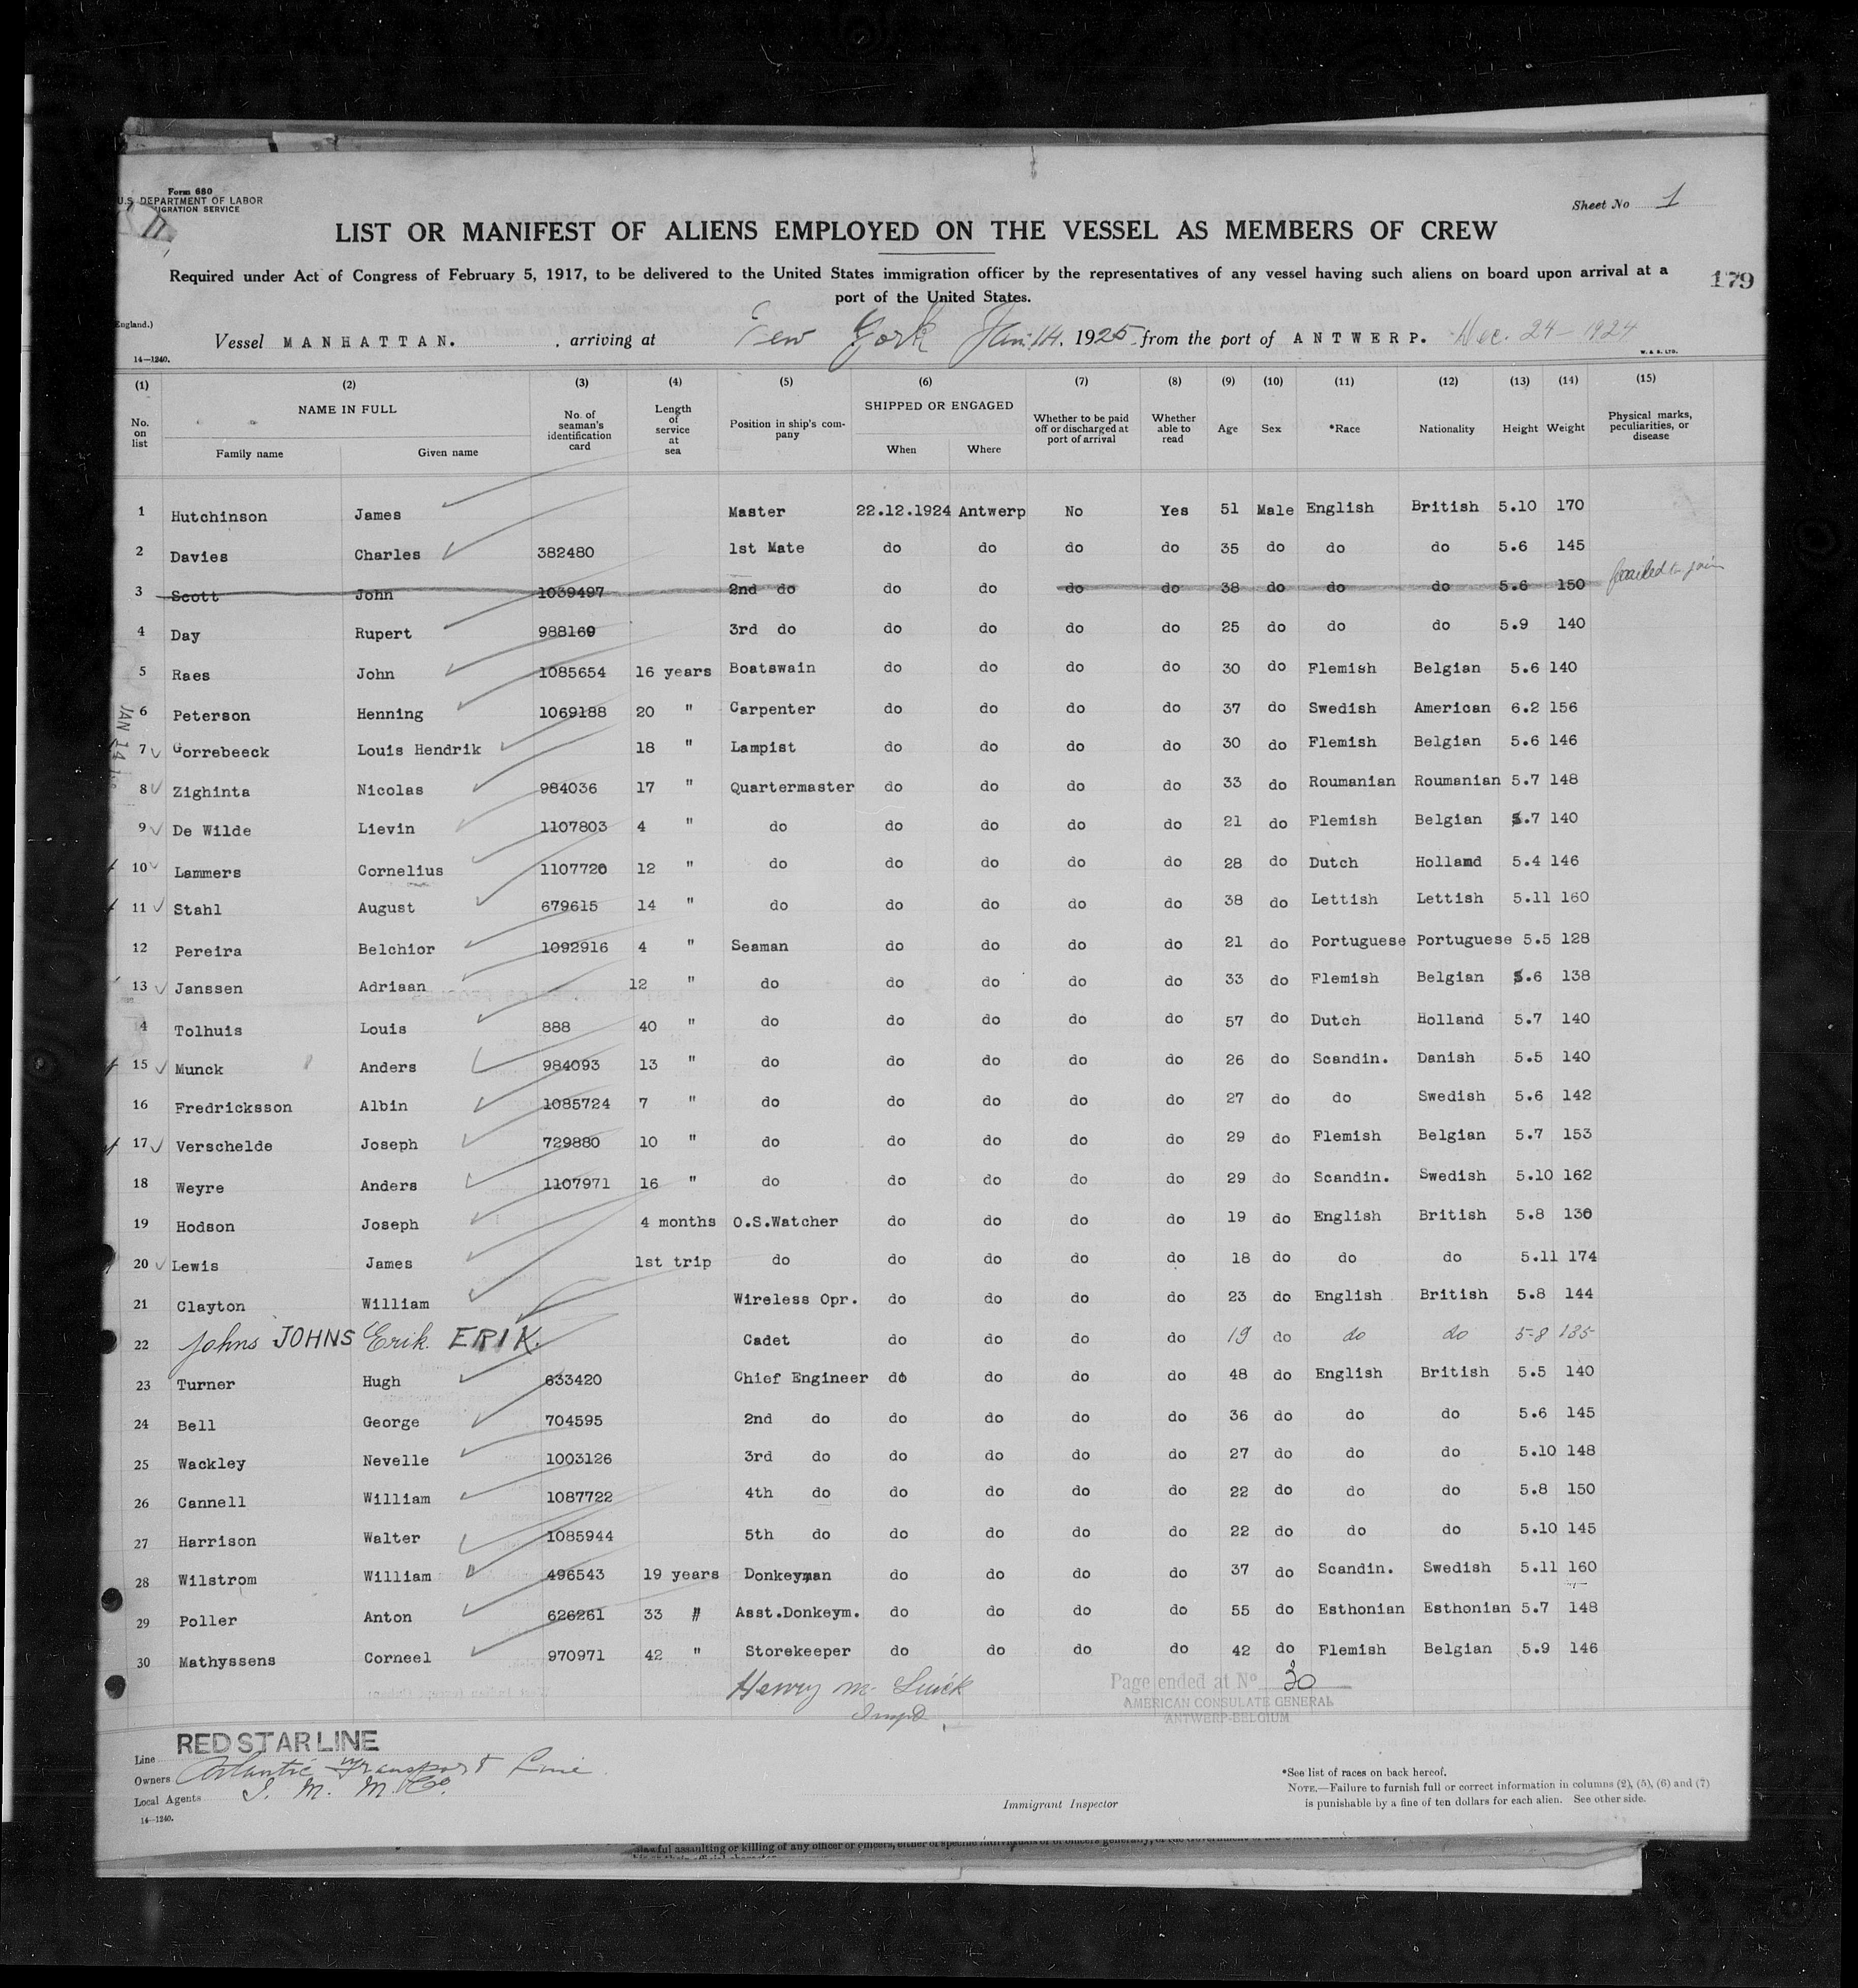 Form 680
U.S. DEPARTMENT OF LABOR
IGRATION SERVICE
Sheet No 1
LIST OR MANIFEST OF ALIENS EMPLOYED ON THE VESSEL AS MEMBERS OF CREW
Required under Act of Congress of February 5, 1917, to be delivered to the United States immigration officer by the representatives of any vessel having such aliens on board upon arrival at a
port of the United States.
179
England.)
Vessel MANHATTAN. , arriving at New York Jan. 14, 1925 from the port of ANTWERP. Dec. 24 - 1924
14—1240. W. & S. LTD.
(1) (2) (3) (4) (5) (6) (7) (8) (9) (10) (11) (12) (13) (14) (15)
No. on list NAME IN FULL Family name Given name No. of seaman's identification card Length of service at sea Position in ship's company SHIPPED OR ENGAGED When Where Whether to be paid off or discharged at port of arrival Whether able to read Age Sex *Race Nationality Height Weight Physical marks, peculiarities, or disease
1 Hutchinson James Master 22.12.1924 Antwerp No Yes 51 Male English British 5.10 170
2 Davies Charles 382480 1st Mate do do do do 35 do do do 5.6 145
3 Scott John 1039497 2nd do do do do do 38 do do do 5.6 150 failed to join
4 Day Rupert 988160 3rd do do do do do 25 do do do 5.9 140
5 Raes John 1085654 16 years Boatswain do do do do 30 do Flemish Belgian 5.6 140
JAN 14
6 Peterson Henning 1069188 20 " Carpenter do do do do 37 do Swedish American 6.2 156
7 Gorrebeeck Louis Hendrik 18 " Lampist do do do do 30 do Flemish Belgian 5.6 146
8 Zighinta Nicolas 984036 17 " Quartermaster do do do do 33 do Roumanian Roumanian 5.7 148
9 De Wilde Lievin 1107803 4 " do do do do do 21 do Flemish Belgian 5.7 140
10 Lammers Cornelius 1107720 12 " do do do do do 28 do Dutch Holland 5.4 146
11 Stahl August 679615 14 " do do do do do 38 do Lettish Lettish 5.11 160
12 Pereira Belchior 1092916 4 " Seaman do do do do 21 do Portuguese Portuguese 5.5 128
13 Janssen Adriaan 12 " do do do do do 33 do Flemish Belgian 5.6 138
4 Tolhuis Louis 888 40 " do do do do do 57 do Dutch Holland 5.7 140
15 Munck Anders 984093 13 " do do do do do 26 do Scandin. Danish 5.5 140
16 Fredricksson Albin 1085724 7 " do do do do do 27 do do Swedish 5.6 142
17 Verschelde Joseph 729880 10 " do do do do do 29 do Flemish Belgian 5.7 153
18 Weyre Anders 1107971 16 " do do do do do 29 do Scandin. Swedish 5.10 162
19 Hodson Joseph 4 months O.S.Watcher do do do do 19 do English British 5.8 130
20 Lewis James 1st trip do do do do do 18 do do do 5.11 174
21 Clayton William Wireless Opr. do do do do 23 do English British 5.8 144
22 Johns JOHNS Erik. ERIK. Cadet do do do do 19 do do do 5-8 135
23 Turner Hugh 633420 Chief Engineer do do do do 48 do English British 5.5 140
24 Bell George 704595 2nd do do do do do 36 do do do 5.6 145
25 Wackley Nevelle 1003126 3rd do do do do do 27 do do do 5.10 148
26 Cannell William 1087722 4th do do do do do 22 do do do 5.8 150
27 Harrison Walter 1085944 5th do do do do do 22 do do do 5.10 145
28 Wilstrom William 496543 19 years Donkeyman do do do do 37 do Scandin. Swedish 5.11 160
29 Poller Anton 626261 33 " Asst.Donkeym. do do do do 55 do Esthonian Esthonian 5.7 148
30 Mathyssens Corneel 970971 42 " Storekeeper do do do do 42 do Flemish Belgian 5.9 146
Henry M.
Page ended at No 30
AMERICAN CONSULATE GENERAL
ANTWERP-BELGIUM
Line RED STAR LINE
Owners Atlantic Transport Line
Local Agents I. M. M. Co.
14—1240.
Immigrant Inspector
*See list of races on back hereof.
NOTE.—Failure to furnish full or correct information in columns (2), (5), (6) and (7)
is punishable by a fine of ten dollars for each alien. See other side.
ful assaulting or killing of any officer or officers, either of specific individuals or of officers generally, of the Government